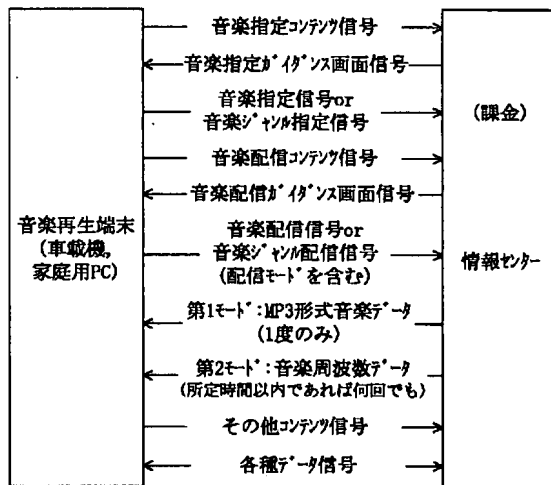 音楽指定ｺﾝﾃﾝﾂ信号
音楽指定ｶﾞｲﾀﾞﾝｽ画面信号
音楽指定信号or
音楽ｼﾞｬﾝﾙ指定信号
(課金)
音楽配信ｺﾝﾃﾝﾂ信号
音楽配信ｶﾞｲﾀﾞﾝｽ画面信号
音楽再生端末
(車載機,
家庭用PC)
音楽配信信号or
音楽ｼﾞｬﾝﾙ配信信号
(配信ﾓｰﾄﾞを含む)
情報ｾﾝﾀｰ
第1ﾓｰﾄﾞ:MP3形式音楽ﾃﾞｰﾀ
(1度のみ)
第2ﾓｰﾄﾞ:音楽周波数ﾃﾞｰﾀ
(所定時間以内であれば何回でも)
その他ｺﾝﾃﾝﾂ信号
各種ﾃﾞｰﾀ信号